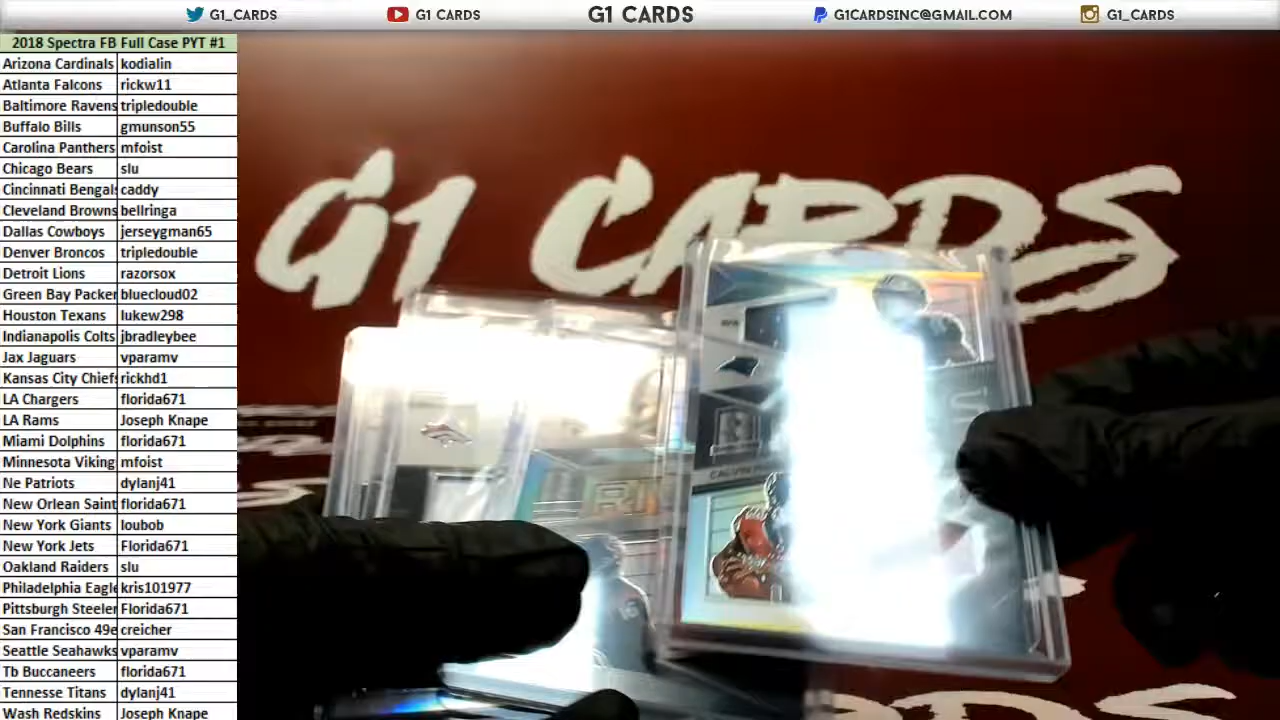 G1_CARDS G1 CARDS G1 CARDS G1CARDSINC@GMAIL.COM G1_CARDS
2018 Spectra FB Full Case PYT #1
Arizona Cardinals kodialin
Atlanta Falcons rickw11
Baltimore Ravens tripledouble
Buffalo Bills gmunson55
Carolina Panthers mfoist
Chicago Bears slu
Cincinnati Bengals caddy
Cleveland Browns bellringa
Dallas Cowboys jerseygman65
Denver Broncos tripledouble
Detroit Lions razorsox
Green Bay Packer bluecloud02
Houston Texans lukew298
Indianapolis Colts jbradleybee
Jax Jaguars vparamv
Kansas City Chiefs rickhd1
LA Chargers florida671
LA Rams Joseph Knape
Miami Dolphins florida671
Minnesota Viking mfoist
Ne Patriots dylanj41
New Orlean Saint florida671
New York Giants loubob
New York Jets Florida671
Oakland Raiders slu
Philadelphia Eagle kris101977
Pittsburgh Steeler Florida671
San Francisco 49e creicher
Seattle Seahawks vparamv
Tb Buccaneers florida671
Tennesse Titans dylanj41
Wash Redskins Joseph Knape
G1 CARDS
CALVIN